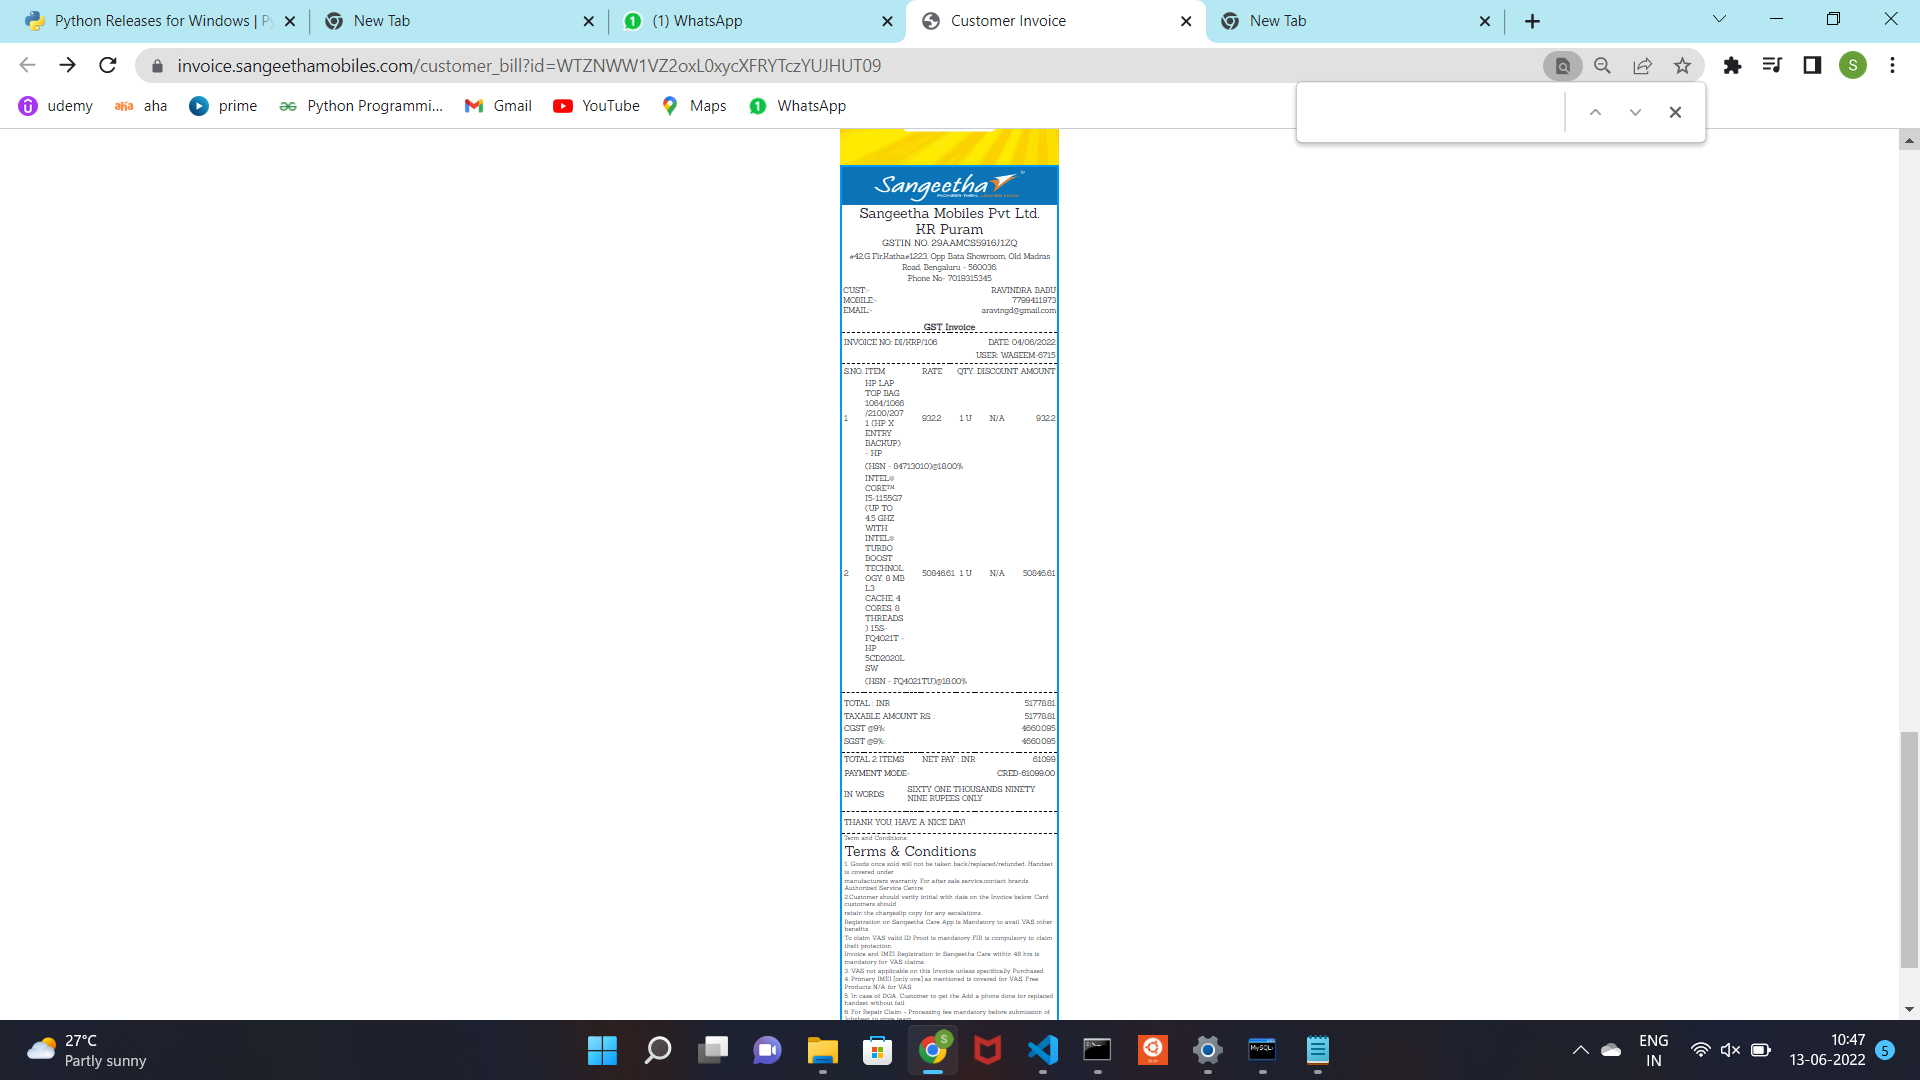 Python Releases for Windows | Py
New Tab
(1) WhatsApp
Customer Invoice
New Tab
invoice.sangeethamobiles.com/customer_bill?id=WTZNWW1VZ2oxL0xycXFRYTczYUJHUT09
S
udemy
aha aha
prime
Python Programmi...
Gmail
YouTube
Maps
WhatsApp
Sangeetha
Sangeetha Mobiles Pvt Ltd.
KR Puram
GSTIN NO. 29AAMCS5916J1ZQ
#42,G Flr,Katha#1223, Opp Bata Showroom, Old Madras
Road, Bengaluru - 560036.
Phone No- 7019315345
CUST:- RAVINDRA BABU
MOBILE:- 7799411973
EMAIL:- aravingd@gmail.com
GST Invoice
INVOICE NO: DI/KRP/106 DATE: 04/06/2022
USER: WASEEM-6715
S.NO. ITEM RATE QTY. DISCOUNT AMOUNT
HP LAP
TOP BAG
1064/1066
/2100/207
1 1 (HP X 932.2 1 U N/A 932.2
ENTRY
BACKUP)
- HP
(HSN - 84713010)@18.00%
INTEL®
CORE™
I5-1155G7
(UP TO
4.5 GHZ
WITH
INTEL®
TURBO
BOOST
TECHNOL
2 OGY, 8 MB 50846.61 1 U N/A 50846.61
L3
CACHE, 4
CORES, 8
THREADS
) 15S-
FQ4021T -
HP
5CD2020L
SW
(HSN - FQ4021TU)@18.00%
TOTAL : INR 51778.81
TAXABLE AMOUNT RS. : 51778.81
CGST @9%: 4660.095
SGST @9%: 4660.095
TOTAL 2 ITEMS NET PAY : INR 61099
PAYMENT MODE:- CRED-61099.00
IN WORDS SIXTY ONE THOUSANDS NINETY
NINE RUPEES ONLY
THANK YOU, HAVE A NICE DAY!
Term and Conditions:
Terms & Conditions
1. Goods once sold will not be taken back/replaced/refunded. Handset
is covered under
manufacturers warranty. For after sale service,contact brands
Authorized Service Centre
2.Customer should verify initial with date on the Invoice below. Card
customers should
retain the chargeslip copy for any escalations.
Registration on Sangeetha Care App is Mandatory to avail VAS other
benefits.
To claim VAS valid ID Proof is mandatory FIR is compulsory to claim
theft protection.
Invoice and IMEI Registration in Sangeetha Care within 48 hrs is
mandatory for VAS claims
3. VAS not applicable on this Invoice unless specifically Purchased.
4. Primary IMEI (only one) as mentioned is covered for VAS. Free
Products N/A for VAS
5. In case of DOA, Customer to get the Add a phone done for replaced
handset without fail
6. For Repair Claim - Processing fee mandatory before submission of
27°C
Partly sunny
S
MySQL
ENG
IN
10:47
13-06-2022
5